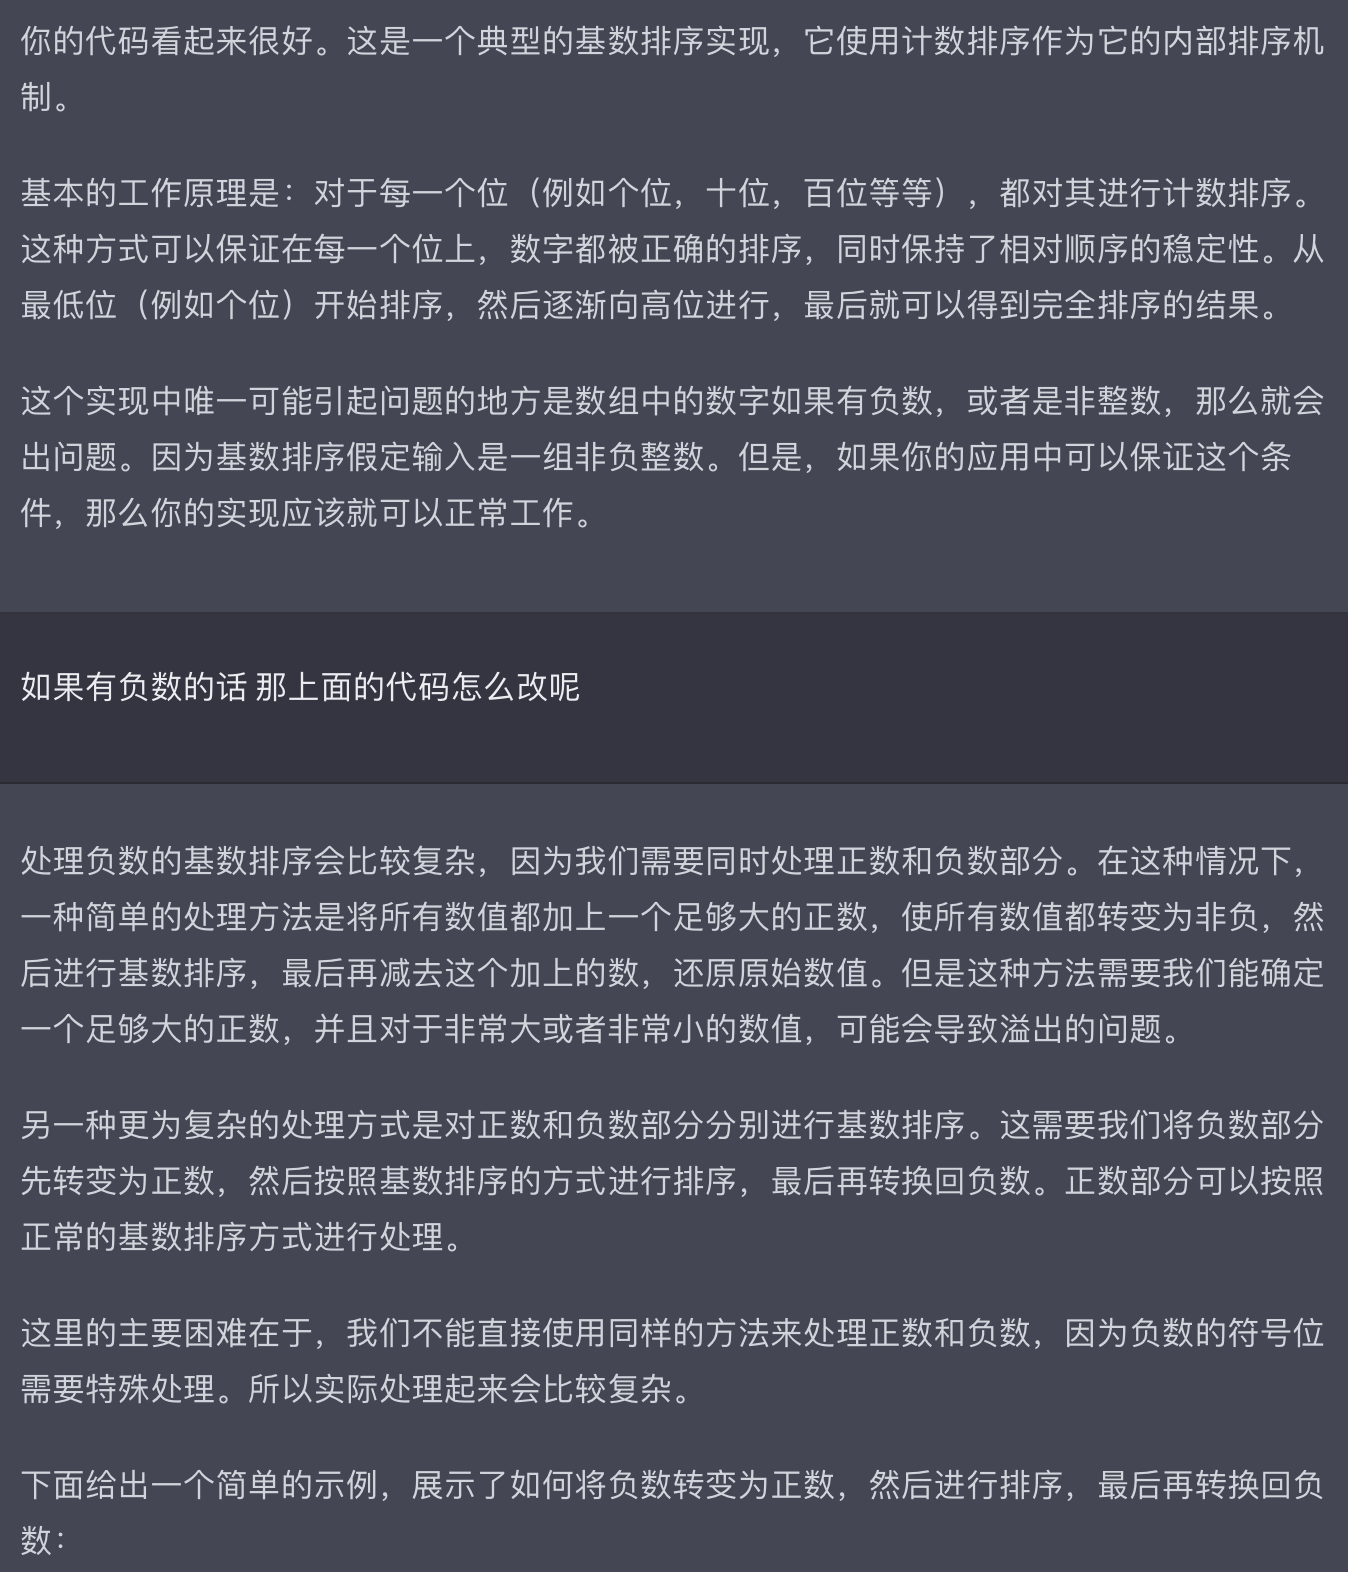 你的代码看起来很好。这是一个典型的基数排序实现，它使用计数排序作为它的内部排序机
制。
基本的工作原理是：对于每一个位（例如个位，十位，百位等等），都对其进行计数排序。
这种方式可以保证在每一个位上，数字都被正确的排序，同时保持了相对顺序的稳定性。从
最低位（例如个位）开始排序，然后逐渐向高位进行，最后就可以得到完全排序的结果。
这个实现中唯一可能引起问题的地方是数组中的数字如果有负数，或者是非整数，那么就会
出问题。因为基数排序假定输入是一组非负整数。但是，如果你的应用中可以保证这个条
件，那么你的实现应该就可以正常工作。
如果有负数的话 那上面的代码怎么改呢
处理负数的基数排序会比较复杂，因为我们需要同时处理正数和负数部分。在这种情况下，
一种简单的处理方法是将所有数值都加上一个足够大的正数，使所有数值都转变为非负，然
后进行基数排序，最后再减去这个加上的数，还原原始数值。但是这种方法需要我们能确定
一个足够大的正数，并且对于非常大或者非常小的数值，可能会导致溢出的问题。
另一种更为复杂的处理方式是对正数和负数部分分别进行基数排序。这需要我们将负数部分
先转变为正数，然后按照基数排序的方式进行排序，最后再转换回负数。正数部分可以按照
正常的基数排序方式进行处理。
这里的主要困难在于，我们不能直接使用同样的方法来处理正数和负数，因为负数的符号位
需要特殊处理。所以实际处理起来会比较复杂。
下面给出一个简单的示例，展示了如何将负数转变为正数，然后进行排序，最后再转换回负
数：